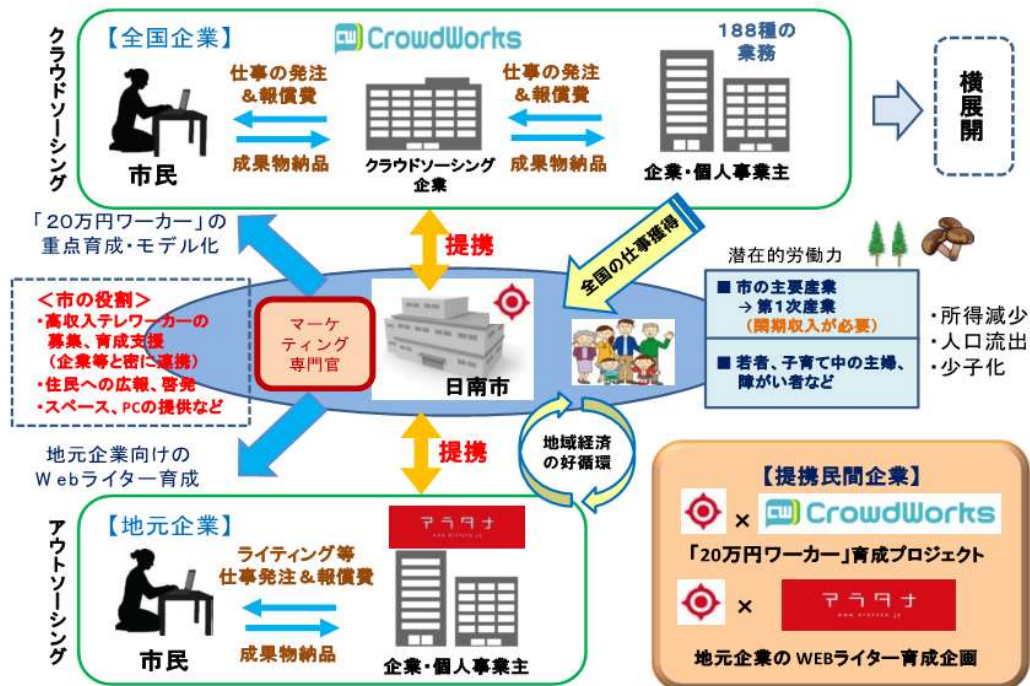 クラウドソーシング
【全国企業】
CrowdWorks
188種の
業務
仕事の発注
&報償費
成果物納品
仕事の発注
&報償費
成果物納品
市民
クラウドソーシング
企業
企業・個人事業主
横展開
「20万円ワーカー」の
重点育成・モデル化
提携
全国の仕事獲得
潜在的労働力
<市の役割>
・高収入テレワーカーの
募集、育成支援
(企業等と密に連携)
・住民への広報、啓発
・スペース、PCの提供など
マーケ
ティング
専門官
日南市
■ 市の主要産業
→ 第1次産業
(閑期収入が必要)
■ 若者、子育て中の主婦、
障がい者など
・所得減少
・人口流出
・少子化
地元企業向けの
Webライター育成
提携
地域経済
の好循環
アウトソーシング
【地元企業】
アラタナ
www.aratana.jp
ライティング等
仕事発注&報償費
成果物納品
市民
企業・個人事業主
【提携民間企業】
× CrowdWorks
「20万円ワーカー」育成プロジェクト
× アラタナ
www.aratana.jp
地元企業の WEBライター育成企画